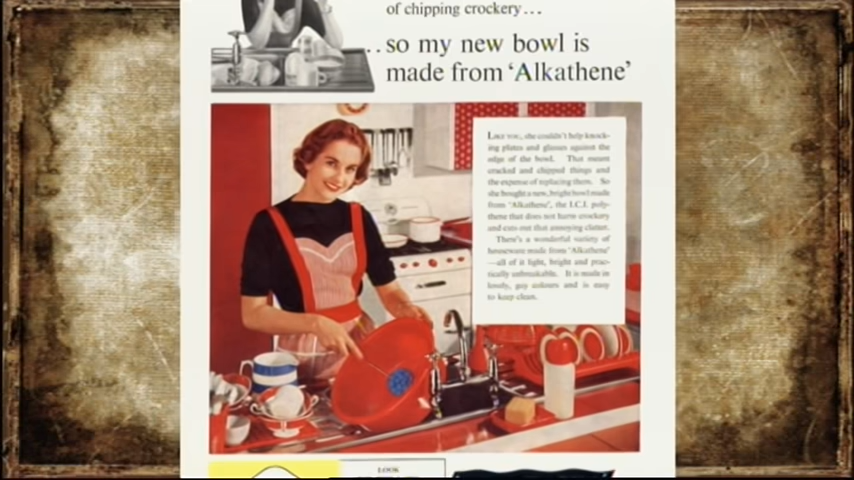 of chipping crockery...
..so my new bowl is
made from ‘Alkathene’
LIKE YOU, she couldn't help knock-
ing plates and glasses against the
edge of the bowl. That meant
cracked and chipped things and
the expense of replacing them. So
she bought a new, bright bowl made
from ‘Alkathene’, the I.C.I. poly-
thene that does not harm crockery
and cuts out that annoying clatter.
There's a wonderful variety of
houseware made from ‘Alkathene’
—all of it light, bright and prac-
tically unbreakable. It is made in
lovely, gay colours and is easy
to keep clean.
LOOK